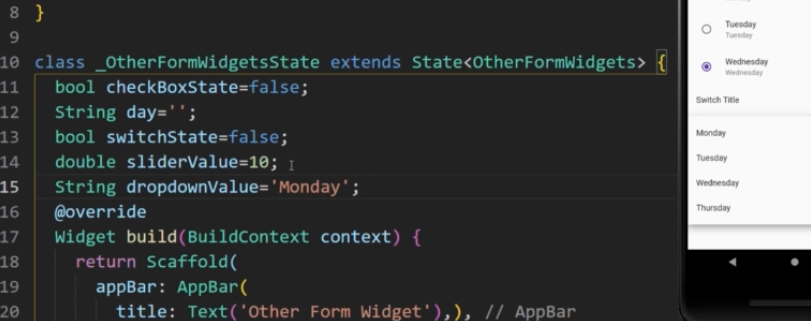 8 }
9
10 class _OtherFormWidgetsState extends State<OtherFormWidgets> {
11 bool checkBoxState=false;
12 String day='';
13 bool switchState=false;
14 double sliderValue=10;
15 String dropdownValue='Monday';
16 @override
17 Widget build(BuildContext context) {
18 return Scaffold(
19 appBar: AppBar(
20 title: Text('Other Form Widget'),), // AppBar
Tuesday
Tuesday
Wednesday
Wednesday
Switch Title
Monday
Tuesday
Wednesday
Thursday